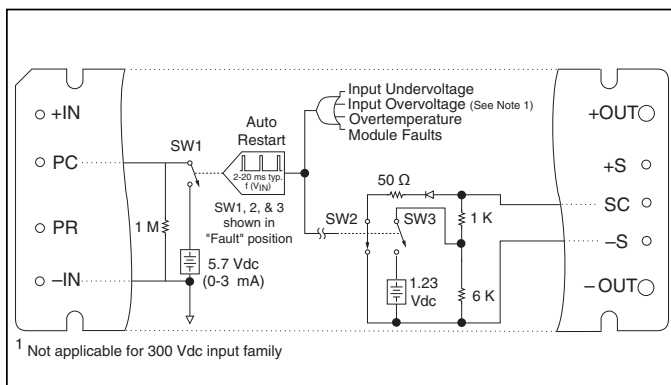 +IN
PC
PR
–IN
SW1
1 M
5.7 Vdc
(0-3 mA)
Auto
Restart
2-20 ms typ.
f (VIN)
SW1, 2, & 3
shown in
"Fault" position
Input Undervoltage
Input Overvoltage (See Note 1)
Overtemperature
Module Faults
50 Ω
SW2
SW3
1 K
1.23
Vdc
6 K
+OUT
+S
SC
–S
–OUT
1 Not applicable for 300 Vdc input family